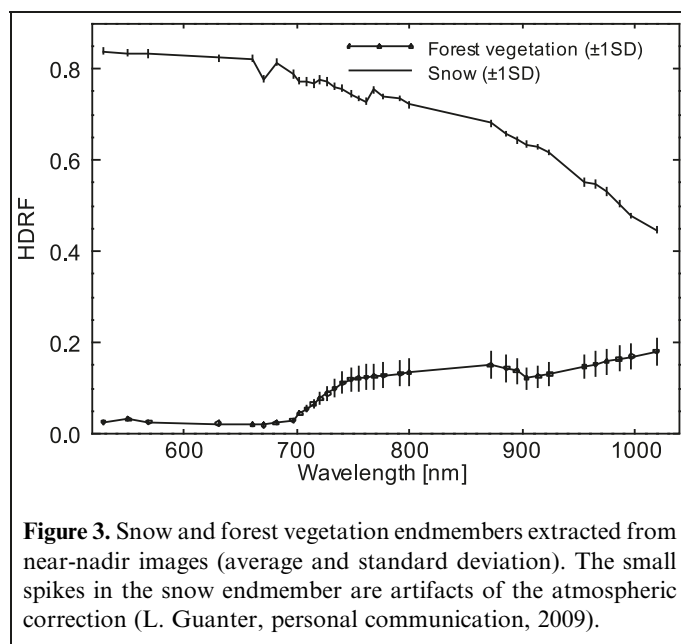 Forest vegetation (±1SD)
Snow (±1SD)
HDRF
0.8
0.6
0.4
0.2
0.0
600
700
800
900
1000
Wavelength [nm]
Figure 3. Snow and forest vegetation endmembers extracted from
near-nadir images (average and standard deviation). The small
spikes in the snow endmember are artifacts of the atmospheric
correction (L. Guanter, personal communication, 2009).